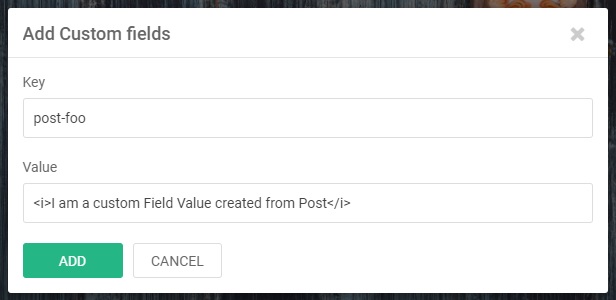 Add Custom fields
Key
post-foo
Value
<i>I am a custom Field Value created from Post</i>
ADD CANCEL